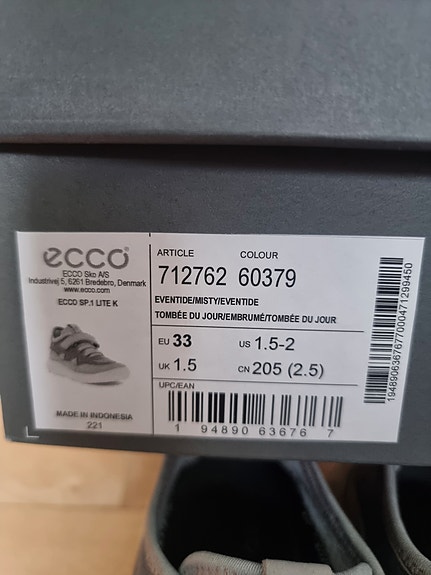 ecco
ECCO Sko A/S
Industrivej 5, 6261 Bredebro, Denmark
www.ecco.com
ECCO SP.1 LITE K
MADE IN INDONESIA
221
ARTICLE COLOUR
712762 60379
EVENTIDE/MISTY/EVENTIDE
TOMBÉE DU JOUR/EMBRUMÉ/TOMBÉE DU JOUR
EU 33 US 1.5-2
UK 1.5 CN 205 (2.5)
UPC/EAN
1 94890 63676 7
1948906367677000471299450